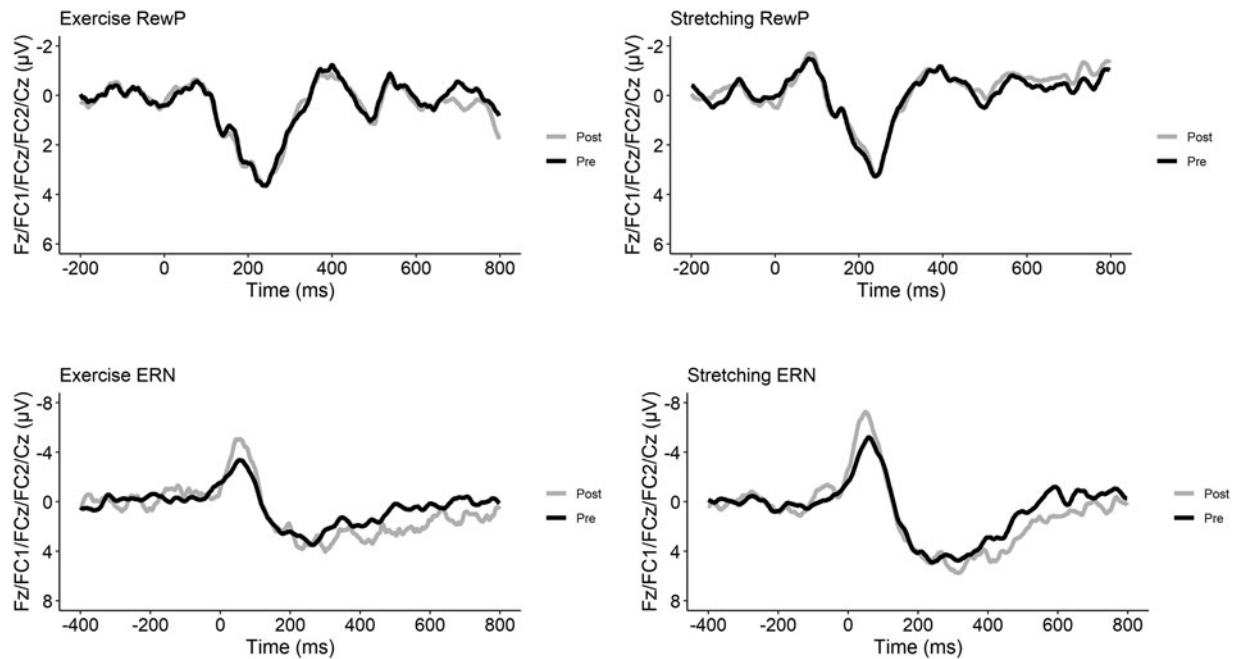 Exercise RewP
Fz/FC1/FCz/FC2/Cz (µV)
-2
0
2
4
6
-200 0 200 400 600 800
Time (ms)
Post
Pre
Stretching RewP
Fz/FC1/FCz/FC2/Cz (µV)
-2
0
2
4
6
-200 0 200 400 600 800
Time (ms)
Post
Pre
Exercise ERN
Fz/FC1/FCz/FC2/Cz (µV)
-8
-4
0
4
8
-400 -200 0 200 400 600 800
Time (ms)
Post
Pre
Stretching ERN
Fz/FC1/FCz/FC2/Cz (µV)
-8
-4
0
4
8
-400 -200 0 200 400 600 800
Time (ms)
Post
Pre